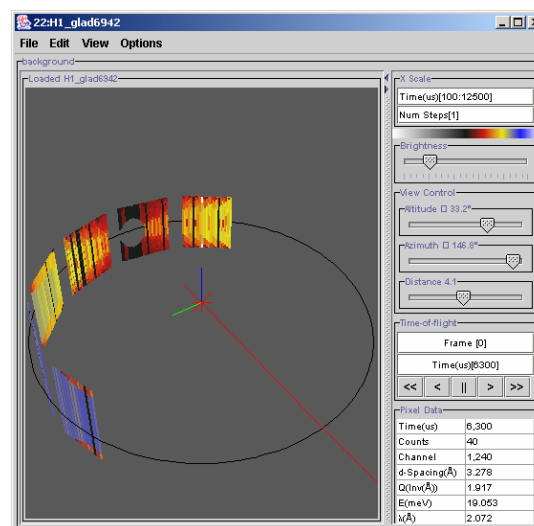 22:H1_glad6942
File Edit View Options
background
Loaded H1_glad6942
X Scale
Time(us)[100:12500]
Num Steps[1]
Brightness
View Control
Altitude □ 33.2°
Azimuth □ 146.8°
Distance 4.1
Time-of-flight
Frame [0]
Time(us)[6300]
<< < || > >>
Pixel Data
Time(us) 6,300
Counts 40
Channel 1,240
d-Spacing(Å) 3.278
Q(Inv(Å)) 1.917
E(meV) 19.053
λ(Å) 2.072